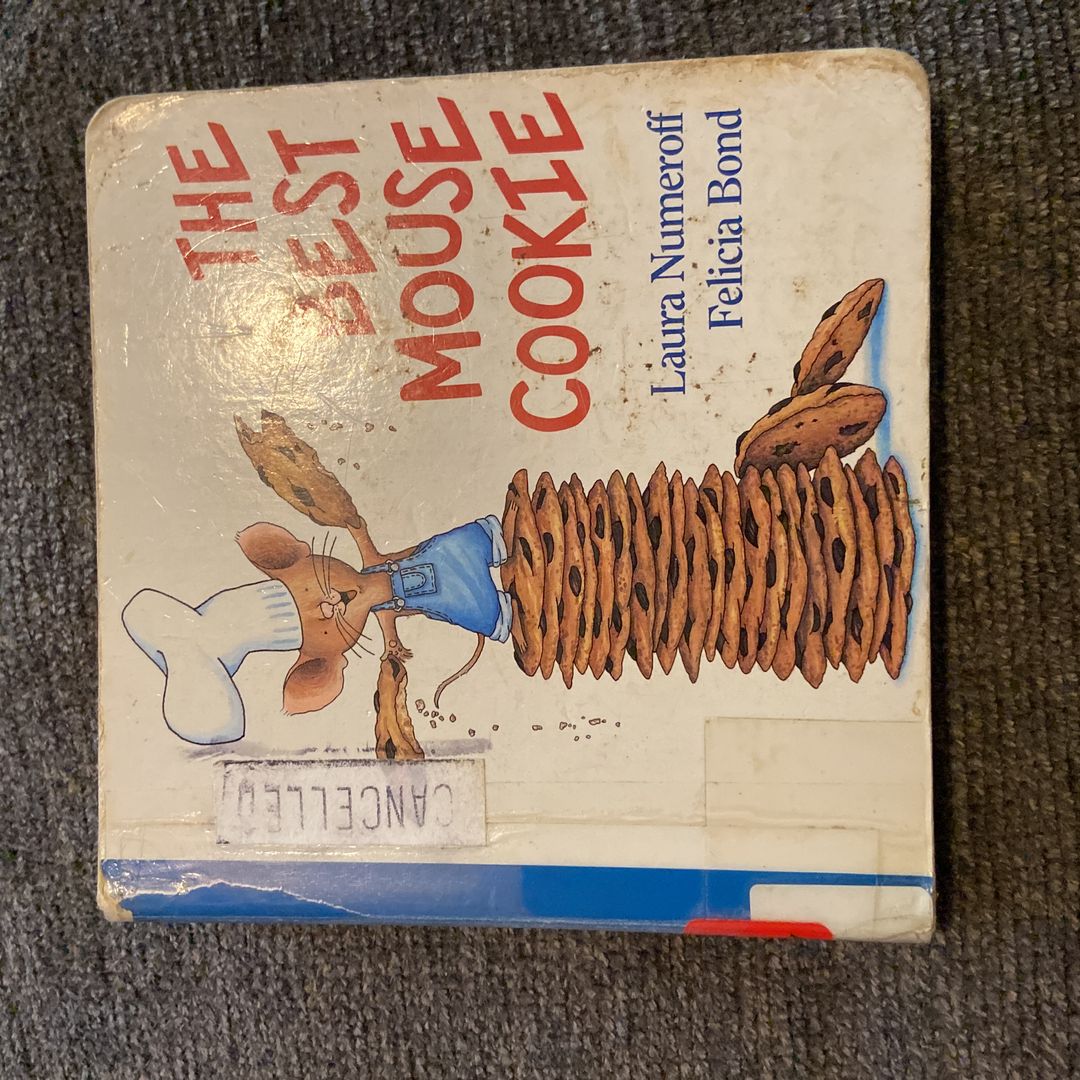 THE
BEST
MOUSE
COOKIE
Laura Numeroff
Felicia Bond
CANCELLED